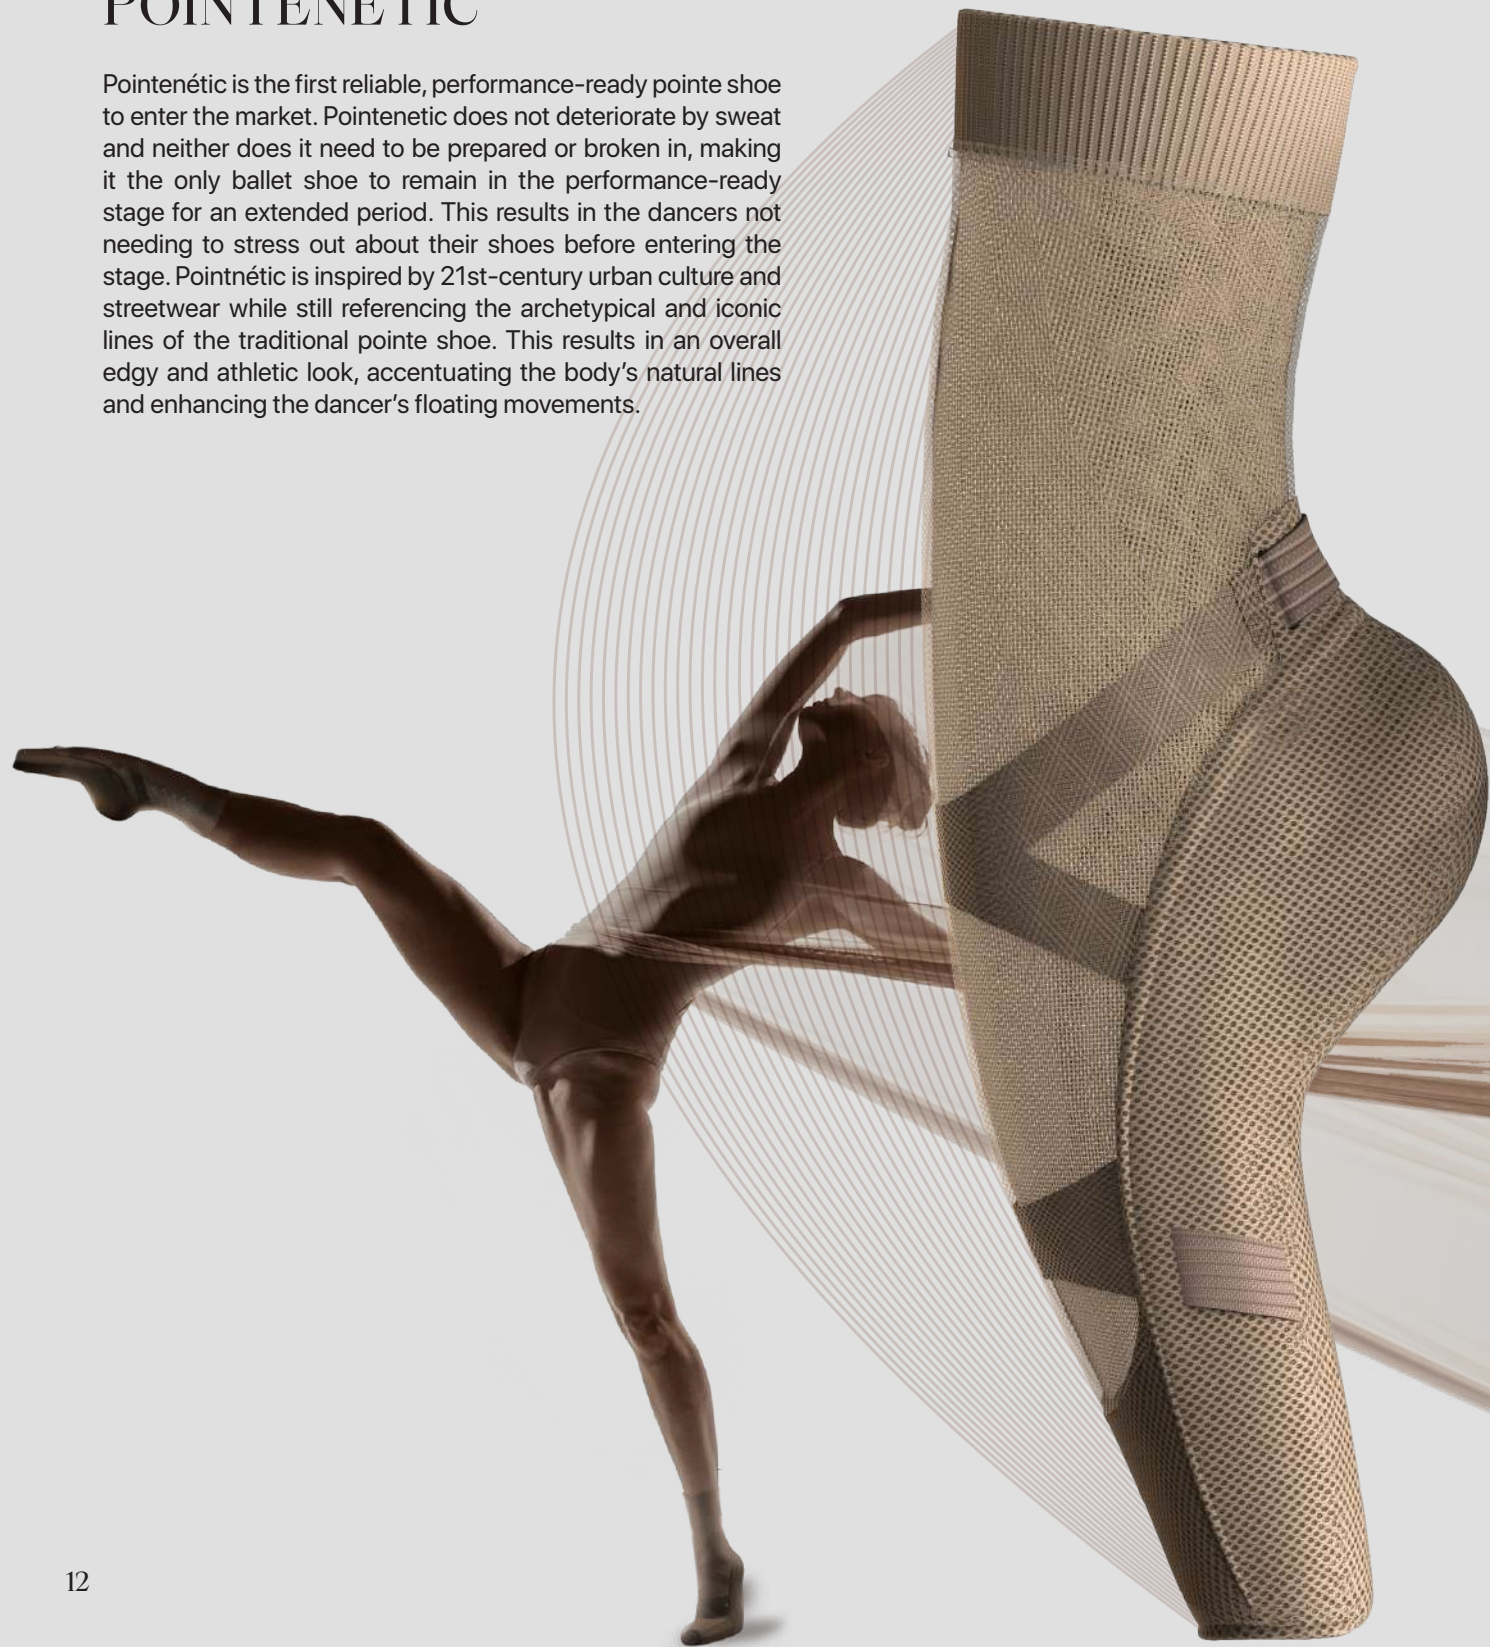 POINTENÉTIC
Pointenétic is the first reliable, performance-ready pointe shoe
to enter the market. Pointenetic does not deteriorate by sweat
and neither does it need to be prepared or broken in, making
it the only ballet shoe to remain in the performance-ready
stage for an extended period. This results in the dancers not
needing to stress out about their shoes before entering the
stage. Pointnétic is inspired by 21st-century urban culture and
streetwear while still referencing the archetypical and iconic
lines of the traditional pointe shoe. This results in an overall
edgy and athletic look, accentuating the body’s natural lines
and enhancing the dancer’s floating movements.
12